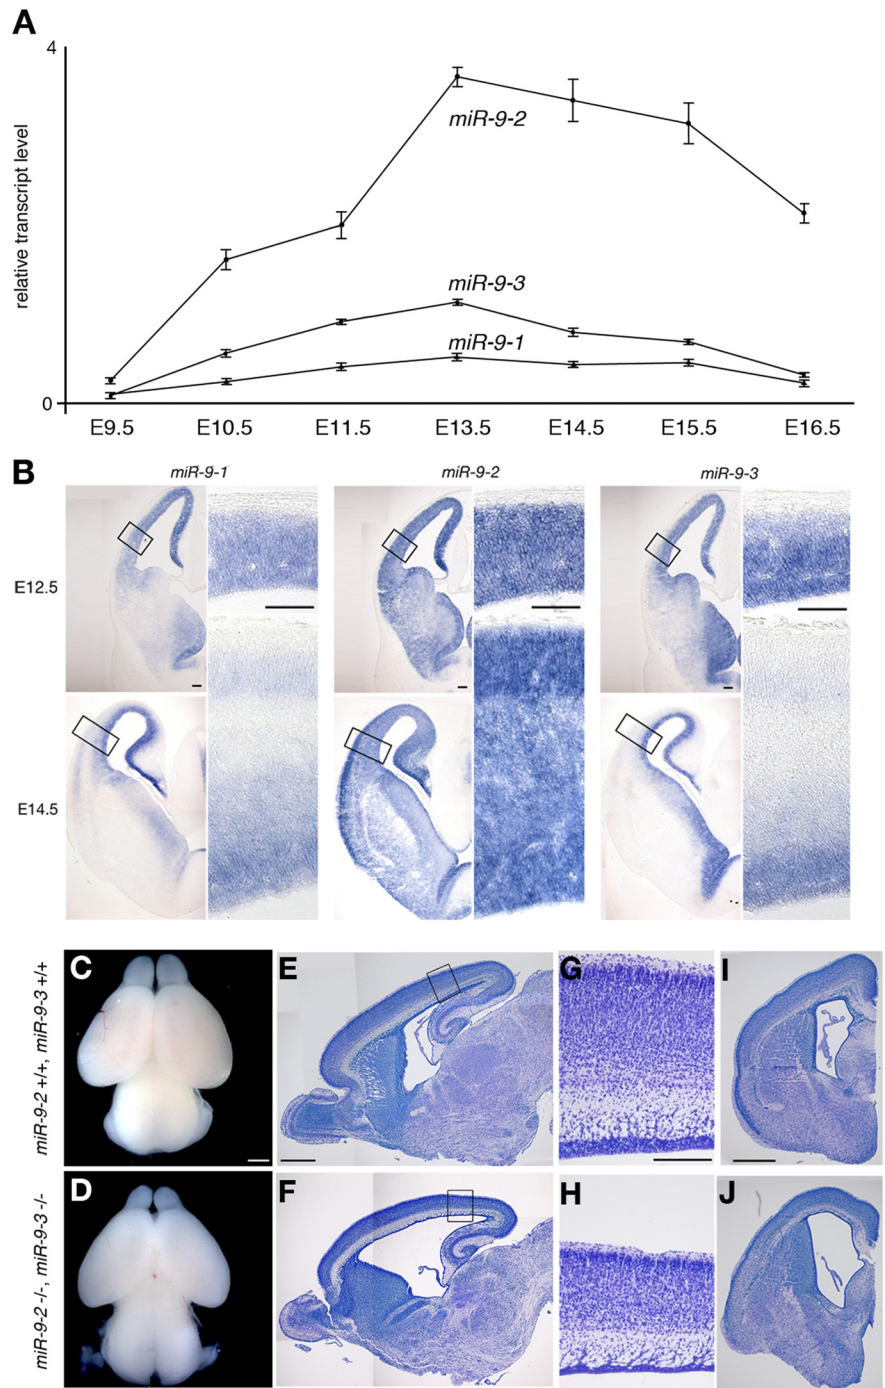 A
4
relative transcript level
miR-9-2
miR-9-3
miR-9-1
0
E9.5 E10.5 E11.5 E13.5 E14.5 E15.5 E16.5
B
miR-9-1 miR-9-2 miR-9-3
E12.5
E14.5
miR-9-2 +/+, miR-9-3 +/+
C E G I
miR-9-2 -/-, miR-9-3 -/-
D F H J